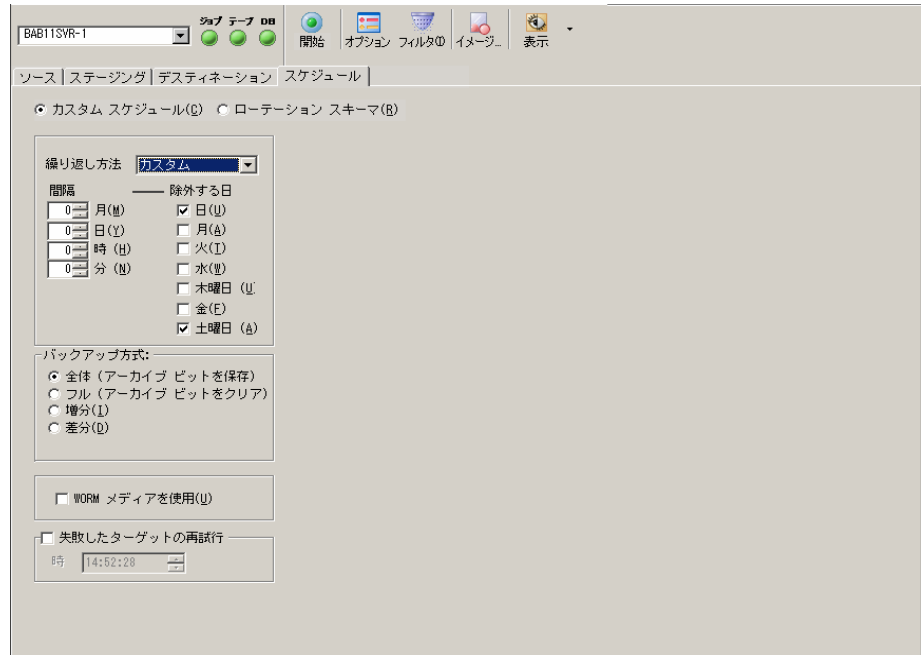 BAB11SVR-1 ジョブ テープ DB 開始 オプション フィルタ(I) イメージ... 表示
ソース ステージング デスティネーション スケジュール
カスタム スケジュール(C) ローテーション スキーマ(R)
繰り返し方法 カスタム
間隔 除外する日
0 月(M) 日(U)
0 日(Y) 月(A)
0 時 (H) 火(T)
0 分 (N) 水(W)
木曜日 (U
金(F)
土曜日 (A)
バックアップ方式:
全体 (アーカイブ ビットを保存)
フル (アーカイブ ビットをクリア)
増分(I)
差分(D)
WORM メディアを使用(U)
失敗したターゲットの再試行
時 14:52:28